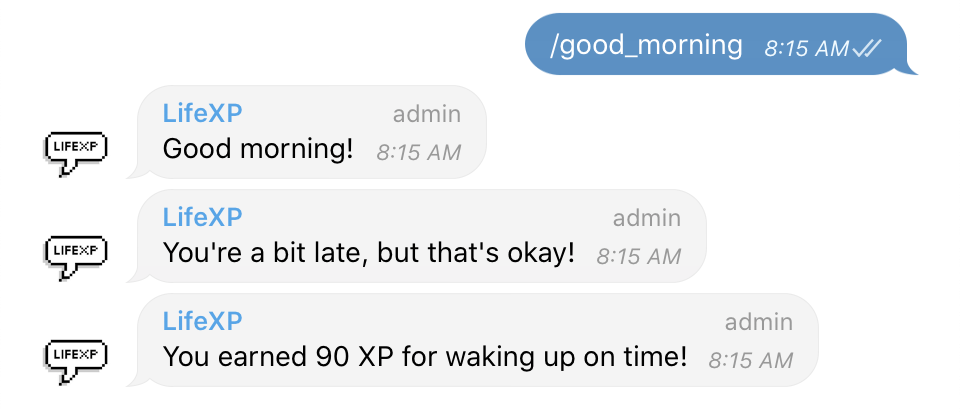 /good_morning 8:15 AM
LifeXP admin
LIFEXP Good morning! 8:15 AM
LifeXP admin
LIFEXP You're a bit late, but that's okay! 8:15 AM
LifeXP admin
LIFEXP You earned 90 XP for waking up on time! 8:15 AM